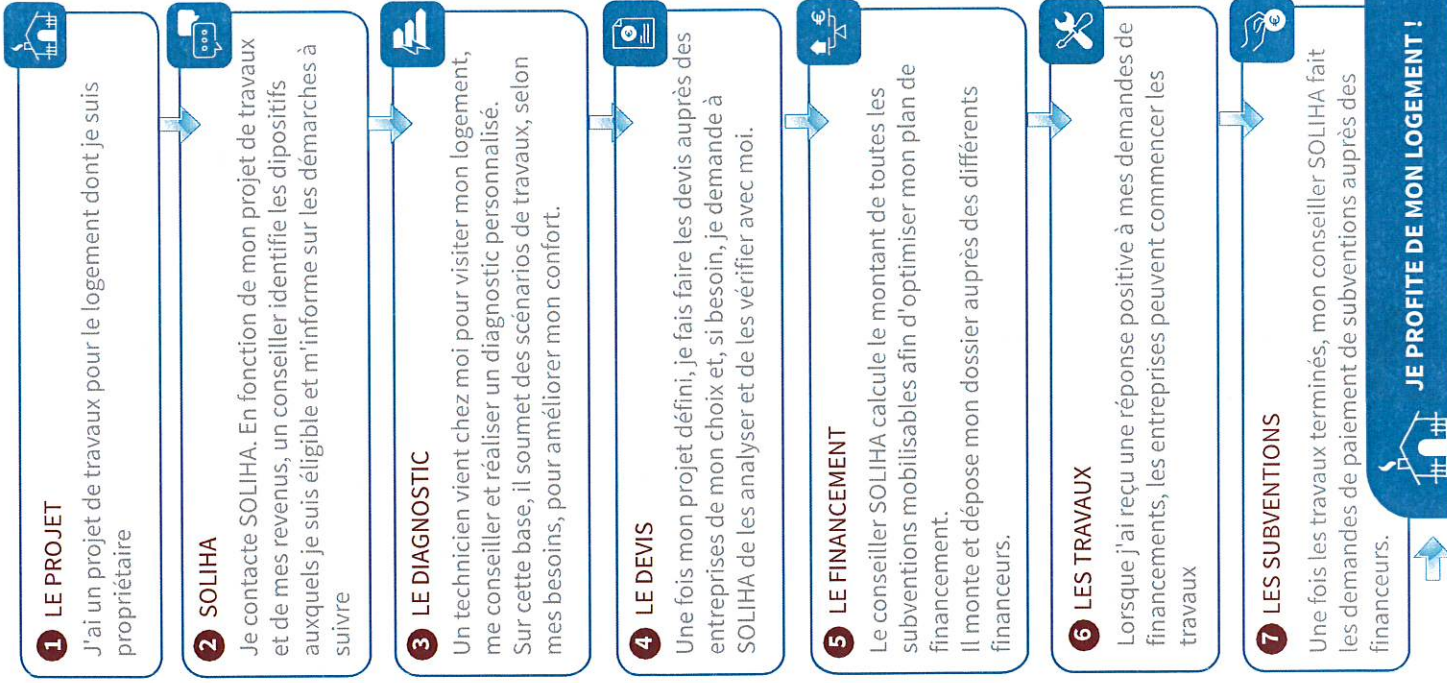 1 LE PROJET
J'ai un projet de travaux pour le logement dont je suis
propriétaire
2 SOLIHA
Je contacte SOLIHA. En fonction de mon projet de travaux
et de mes revenus, un conseiller identifie les dipositifs
auxquels je suis éligible et m'informe sur les démarches à
suivre
3 LE DIAGNOSTIC
Un technicien vient chez moi pour visiter mon logement,
me conseiller et réaliser un diagnostic personnalisé.
Sur cette base, il soumet des scénarios de travaux, selon
mes besoins, pour améliorer mon confort.
4 LE DEVIS
Une fois mon projet défini, je fais faire les devis auprès des
entreprises de mon choix et, si besoin, je demande à
SOLIHA de les analyser et de les vérifier avec moi.
5 LE FINANCEMENT
Le conseiller SOLIHA calcule le montant de toutes les
subventions mobilisables afin d'optimiser mon plan de
financement.
Il monte et dépose mon dossier auprès des différents
financeurs.
6 LES TRAVAUX
Lorsque j'ai reçu une réponse positive à mes demandes de
financements, les entreprises peuvent commencer les
travaux
7 LES SUBVENTIONS
Une fois les travaux terminés, mon conseiller SOLIHA fait
les demandes de paiement de subventions auprès des
financeurs.
JE PROFITE DE MON LOGEMENT !